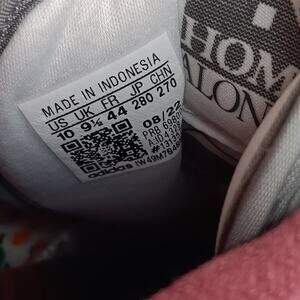 HOM
ALON
MADE IN INDONESIA
US UK FR JP CHN
10 9½ 44 280 270
08/22
adidas